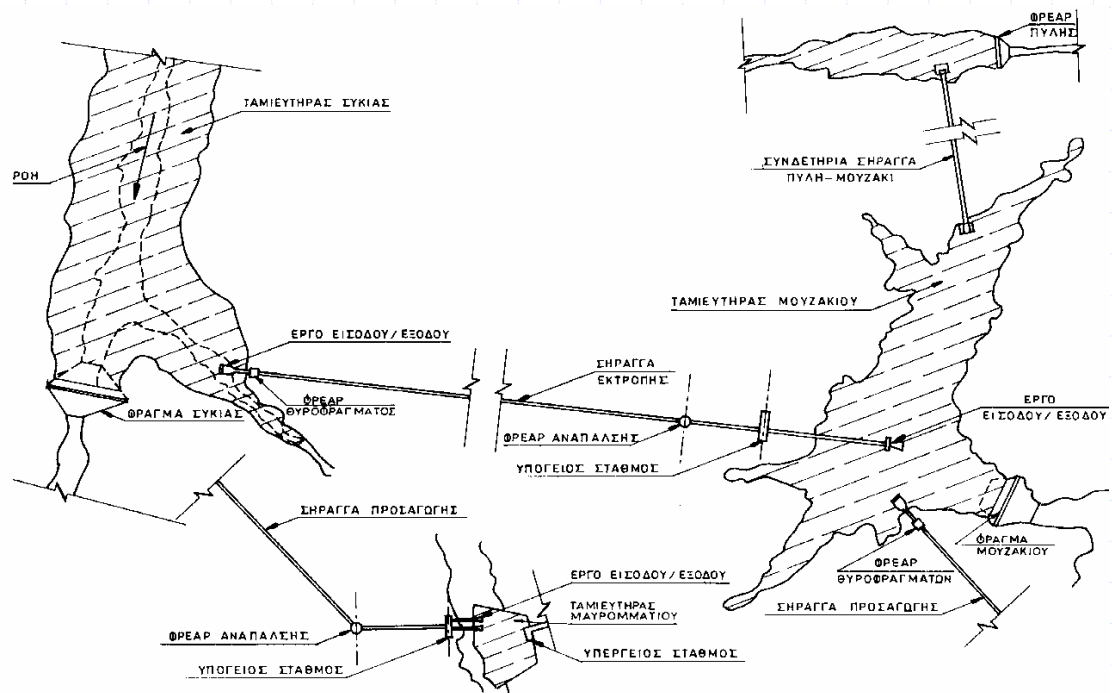 ΦΡΕΑΡ
ΠΥΛΗΣ
ΤΑΜΙΕΥΤΗΡΑΣ ΣΥΚΙΑΣ
ΡΟΗ
ΣΥΝΔΕΤΗΡΙΑ ΣΗΡΑΓΓΑ
ΠΥΛΗ-ΜΟΥΖΑΚΙ
ΤΑΜΙΕΥΤΗΡΑΣ ΜΟΥΖΑΚΙΟΥ
ΕΡΓΟ ΕΙΣΟΔΟΥ/ΕΞΟΔΟΥ
ΣΗΡΑΓΓΑ
ΕΚΤΡΟΠΗΣ
ΦΡΕΑΡ
ΘΥΡΟΦΡΑΓΜΑΤΟΣ
ΦΡΑΓΜΑ ΣΥΚΙΑΣ
ΕΡΓΟ
ΕΙΣΟΔΟΥ/ΕΞΟΔΟΥ
ΦΡΕΑΡ ΑΝΑΠΑΛΣΗΣ
ΥΠΟΓΕΙΟΣ ΣΤΑΘΜΟΣ
ΣΗΡΑΓΓΑ ΠΡΟΣΑΓΩΓΗΣ
ΦΡΑΓΜΑ
ΜΟΥΖΑΚΙΟΥ
ΦΡΕΑΡ
ΘΥΡΟΦΡΑΓΜΑΤΩΝ
ΣΗΡΑΓΓΑ ΠΡΟΣΑΓΩΓΗΣ
ΕΡΓΟ ΕΙΣΟΔΟΥ/ΕΞΟΔΟΥ
ΤΑΜΙΕΥΤΗΡΑΣ
ΜΑΥΡΟΜΜΑΤΙΟΥ
ΦΡΕΑΡ ΑΝΑΠΑΛΣΗΣ
ΥΠΕΡΓΕΙΟΣ ΣΤΑΘΜΟΣ
ΥΠΟΓΕΙΟΣ ΣΤΑΘΜΟΣ